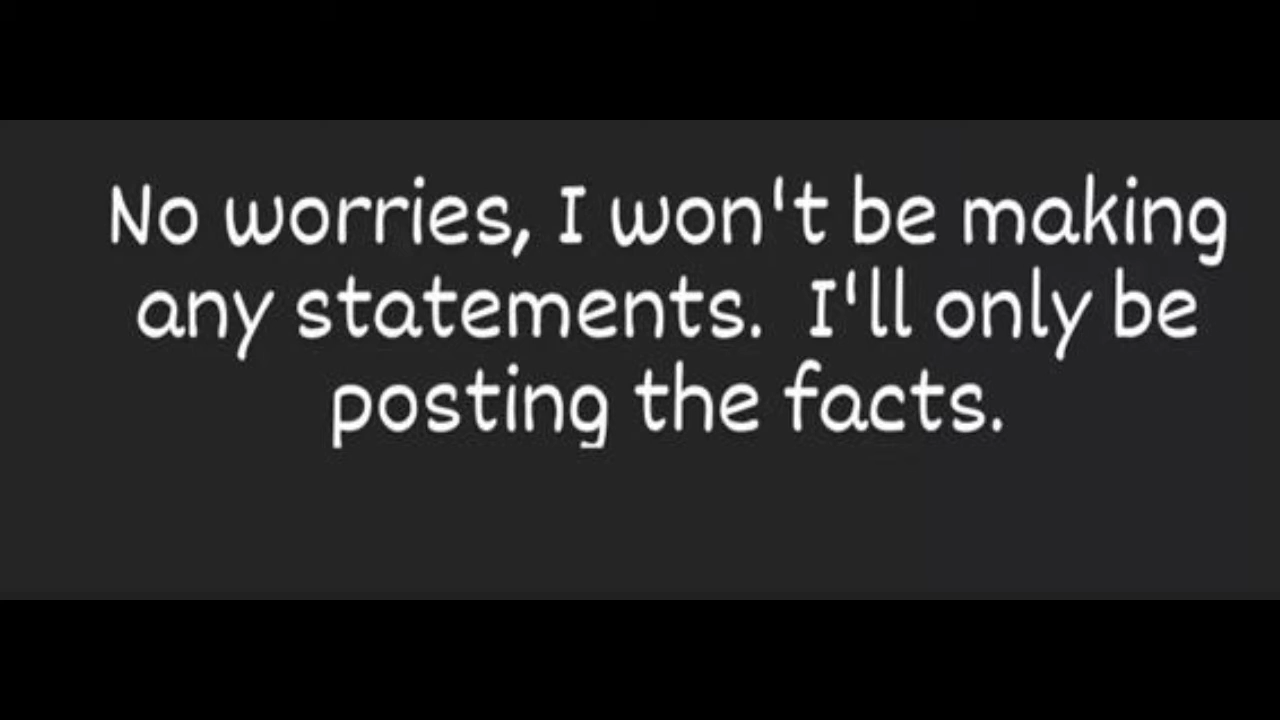 No worries, I won't be making
any statements.  I'll only be
posting the facts.